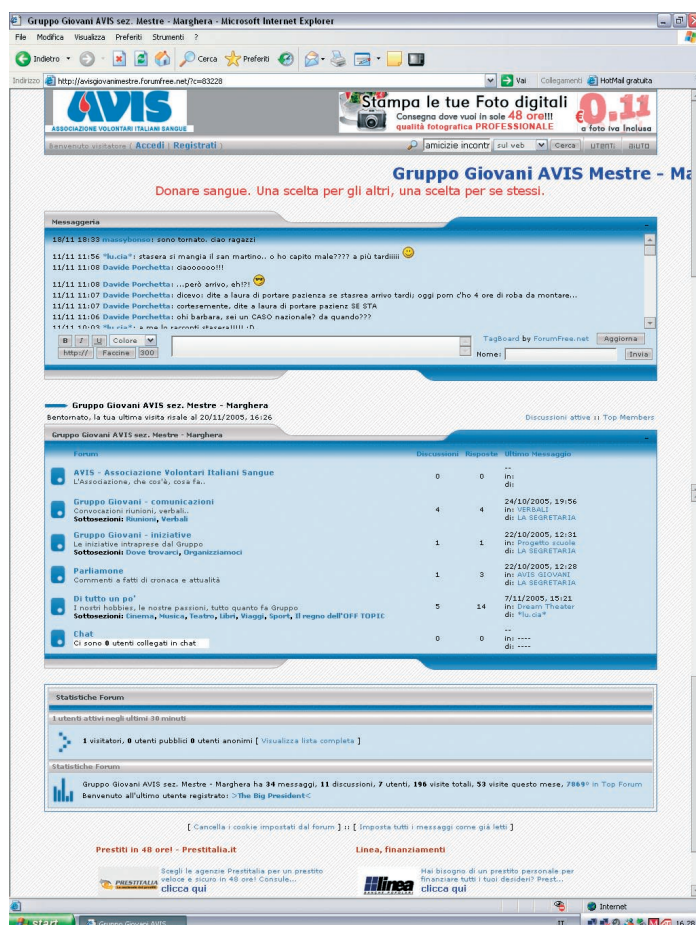 Gruppo Giovani AVIS sez. Mestre - Marghera - Microsoft Internet Explorer
File Modifica Visualizza Preferiti Strumenti ?
Indietro Cerca Preferiti
Indirizzo http://avisgiovanimestre.forumfree.net/?c=83228 Vai Collegamenti HotMail gratuita
AVIS
ASSOCIAZIONE VOLONTARI ITALIANI SANGUE
Stampa le tue Foto digitali
Consegna dove vuoi in sole 48 ore!!!
qualità fotografica PROFESSIONALE
€0.11
a foto Iva Inclusa
Benvenuto visitatore ( Accedi | Registrati )
amicizie incontr sul web Cerca UTENTI AIUTO
Gruppo Giovani AVIS Mestre - Ma
Donare sangue. Una scelta per gli altri, una scelta per se stessi.
Messaggeria
18/11 18:33 massybonso: sono tornato. ciao ragazzi
11/11 11:56 *lu.cia*: stasera si mangia il san martino.. o ho capito male???? a più tardiiiii
11/11 11:08 Davide Porchetta: ciaoooooo!!!
11/11 11:08 Davide Porchetta: ...però arrivo, eh!?!
11/11 11:07 Davide Porchetta: dicevo: dite a laura di portare pazienza se stasrea arrivo tardi; oggi pom c'ho 4 ore di roba da montare...
11/11 11:07 Davide Porchetta: cortesemente, dite a laura di portare pazienz SE STA
11/11 11:06 Davide Porchetta: ohi barbara, sei un CASO nazionale? da quando???
11/11 10:03 *lu.cia*: a me lo racconti stasera!!!!! :D
B I U Colore
http:// Faccine 300
TagBoard by ForumFree.net Aggiorna
Nome: Invia
Gruppo Giovani AVIS sez. Mestre - Marghera
Bentornato, la tua ultima visita risale al 20/11/2005, 16:26
Discussioni attive :: Top Members
Gruppo Giovani AVIS sez. Mestre - Marghera
Forum Discussioni Risposte Ultimo Messaggio
AVIS - Associazione Volontari Italiani Sangue
L'Associazione, che cos'è, cosa fa..
0 0
--
in:
di:
Gruppo Giovani - comunicazioni
Convocazioni riunioni, verbali..
Sottosezioni: Riunioni, Verbali
4 4
24/10/2005, 19:56
in: VERBALI
di: LA SEGRETARIA
Gruppo Giovani - iniziative
Le iniziative intraprese dal Gruppo
Sottosezioni: Dove trovarci, Organizziamoci
1 1
22/10/2005, 12:31
in: Progetto scuole
di: LA SEGRETARIA
Parliamone
Commenti a fatti di cronaca e attualità
1 3
22/10/2005, 12:28
in: AVIS GIOVANI
di: LA SEGRETARIA
Di tutto un po'
I nostri hobbies, le nostre passioni, tutto quanto fa Gruppo
Sottosezioni: Cinema, Musica, Teatro, Libri, Viaggi, Sport, Il regno dell'OFF TOPIC
5 14
7/11/2005, 15:21
in: Dream Theater
di: *lu.cia*
Chat
Ci sono 0 utenti collegati in chat
0 0
--
in: ----
di: ----
Statistiche Forum
1 utenti attivi negli ultimi 30 minuti
1 visitatori, 0 utenti pubblici 0 utenti anonimi [ Visualizza lista completa ]
Statistiche Forum
Gruppo Giovani AVIS sez. Mestre - Marghera ha 34 messaggi, 11 discussioni, 7 utenti, 196 visite totali, 53 visite questo mese, 7869° in Top Forum
Benvenuto all'ultimo utente registrato: >The Big President<
[ Cancella i cookie impostati dal forum ] :: [ Imposta tutti i messaggi come già letti ]
Prestiti in 48 ore! - Prestitalia.it
PRESTITALIA
Scegli le agenzie Prestitalia per un prestito
veloce e sicuro in 48 ore! Consule...
clicca qui
Linea, finanziamenti
linea
Hai bisogno di un prestito personale per
finanziare tutti i tuoi desideri? Prest...
clicca qui
Internet
start Gruppo Giovani AVIS IT 16.28